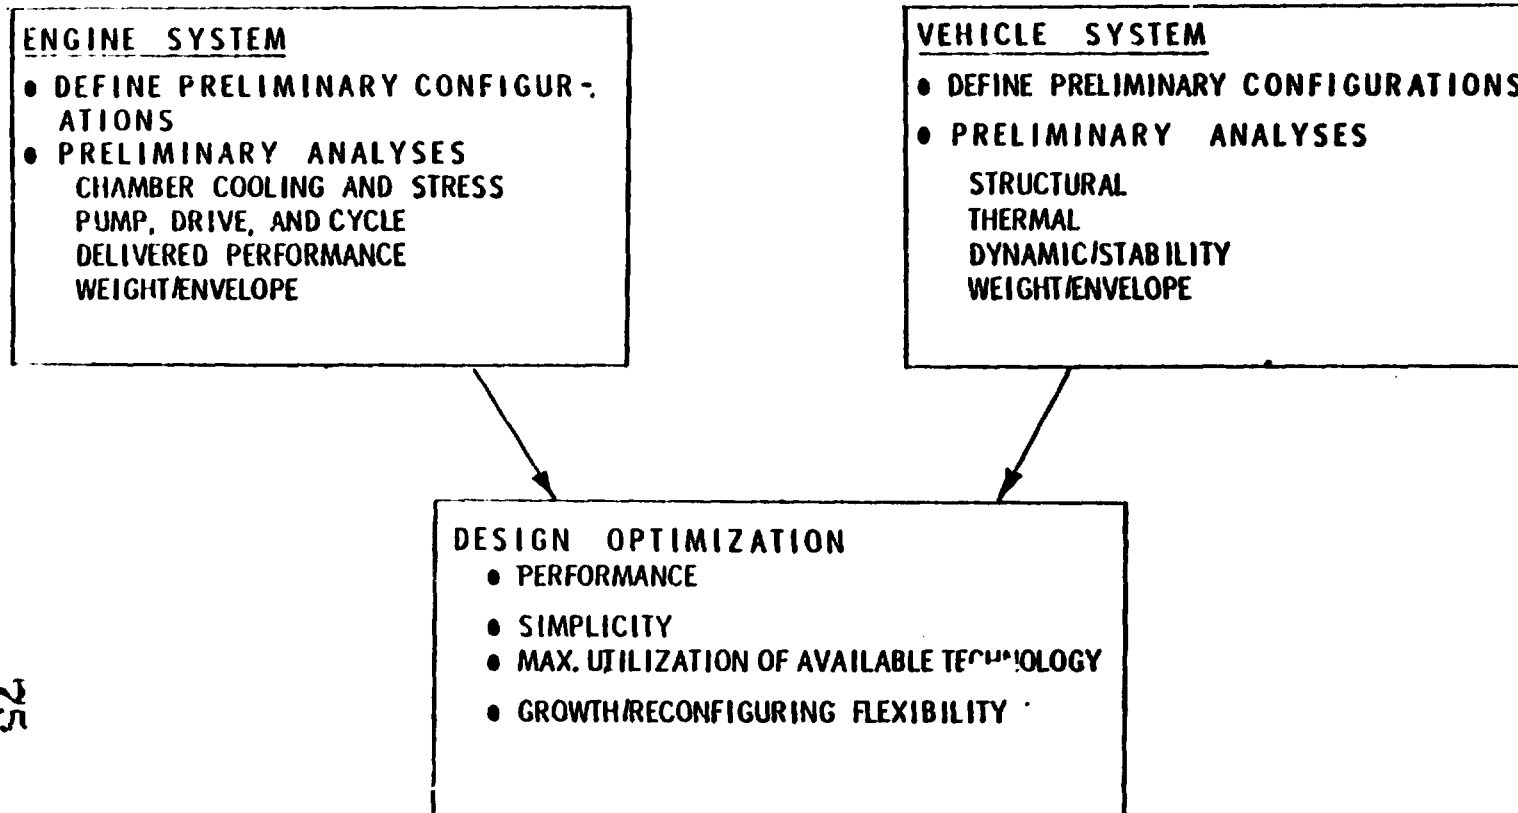 ENGINE SYSTEM
• DEFINE PRELIMINARY CONFIGUR-
ATIONS
• PRELIMINARY ANALYSES
CHAMBER COOLING AND STRESS
PUMP, DRIVE, AND CYCLE
DELIVERED PERFORMANCE
WEIGHT/ENVELOPE
VEHICLE SYSTEM
• DEFINE PRELIMINARY CONFIGURATIONS
• PRELIMINARY ANALYSES
STRUCTURAL
THERMAL
DYNAMIC/STABILITY
WEIGHT/ENVELOPE
DESIGN OPTIMIZATION
• PERFORMANCE
• SIMPLICITY
• MAX. UTILIZATION OF AVAILABLE TECHNOLOGY
• GROWTH/RECONFIGURING FLEXIBILITY
25